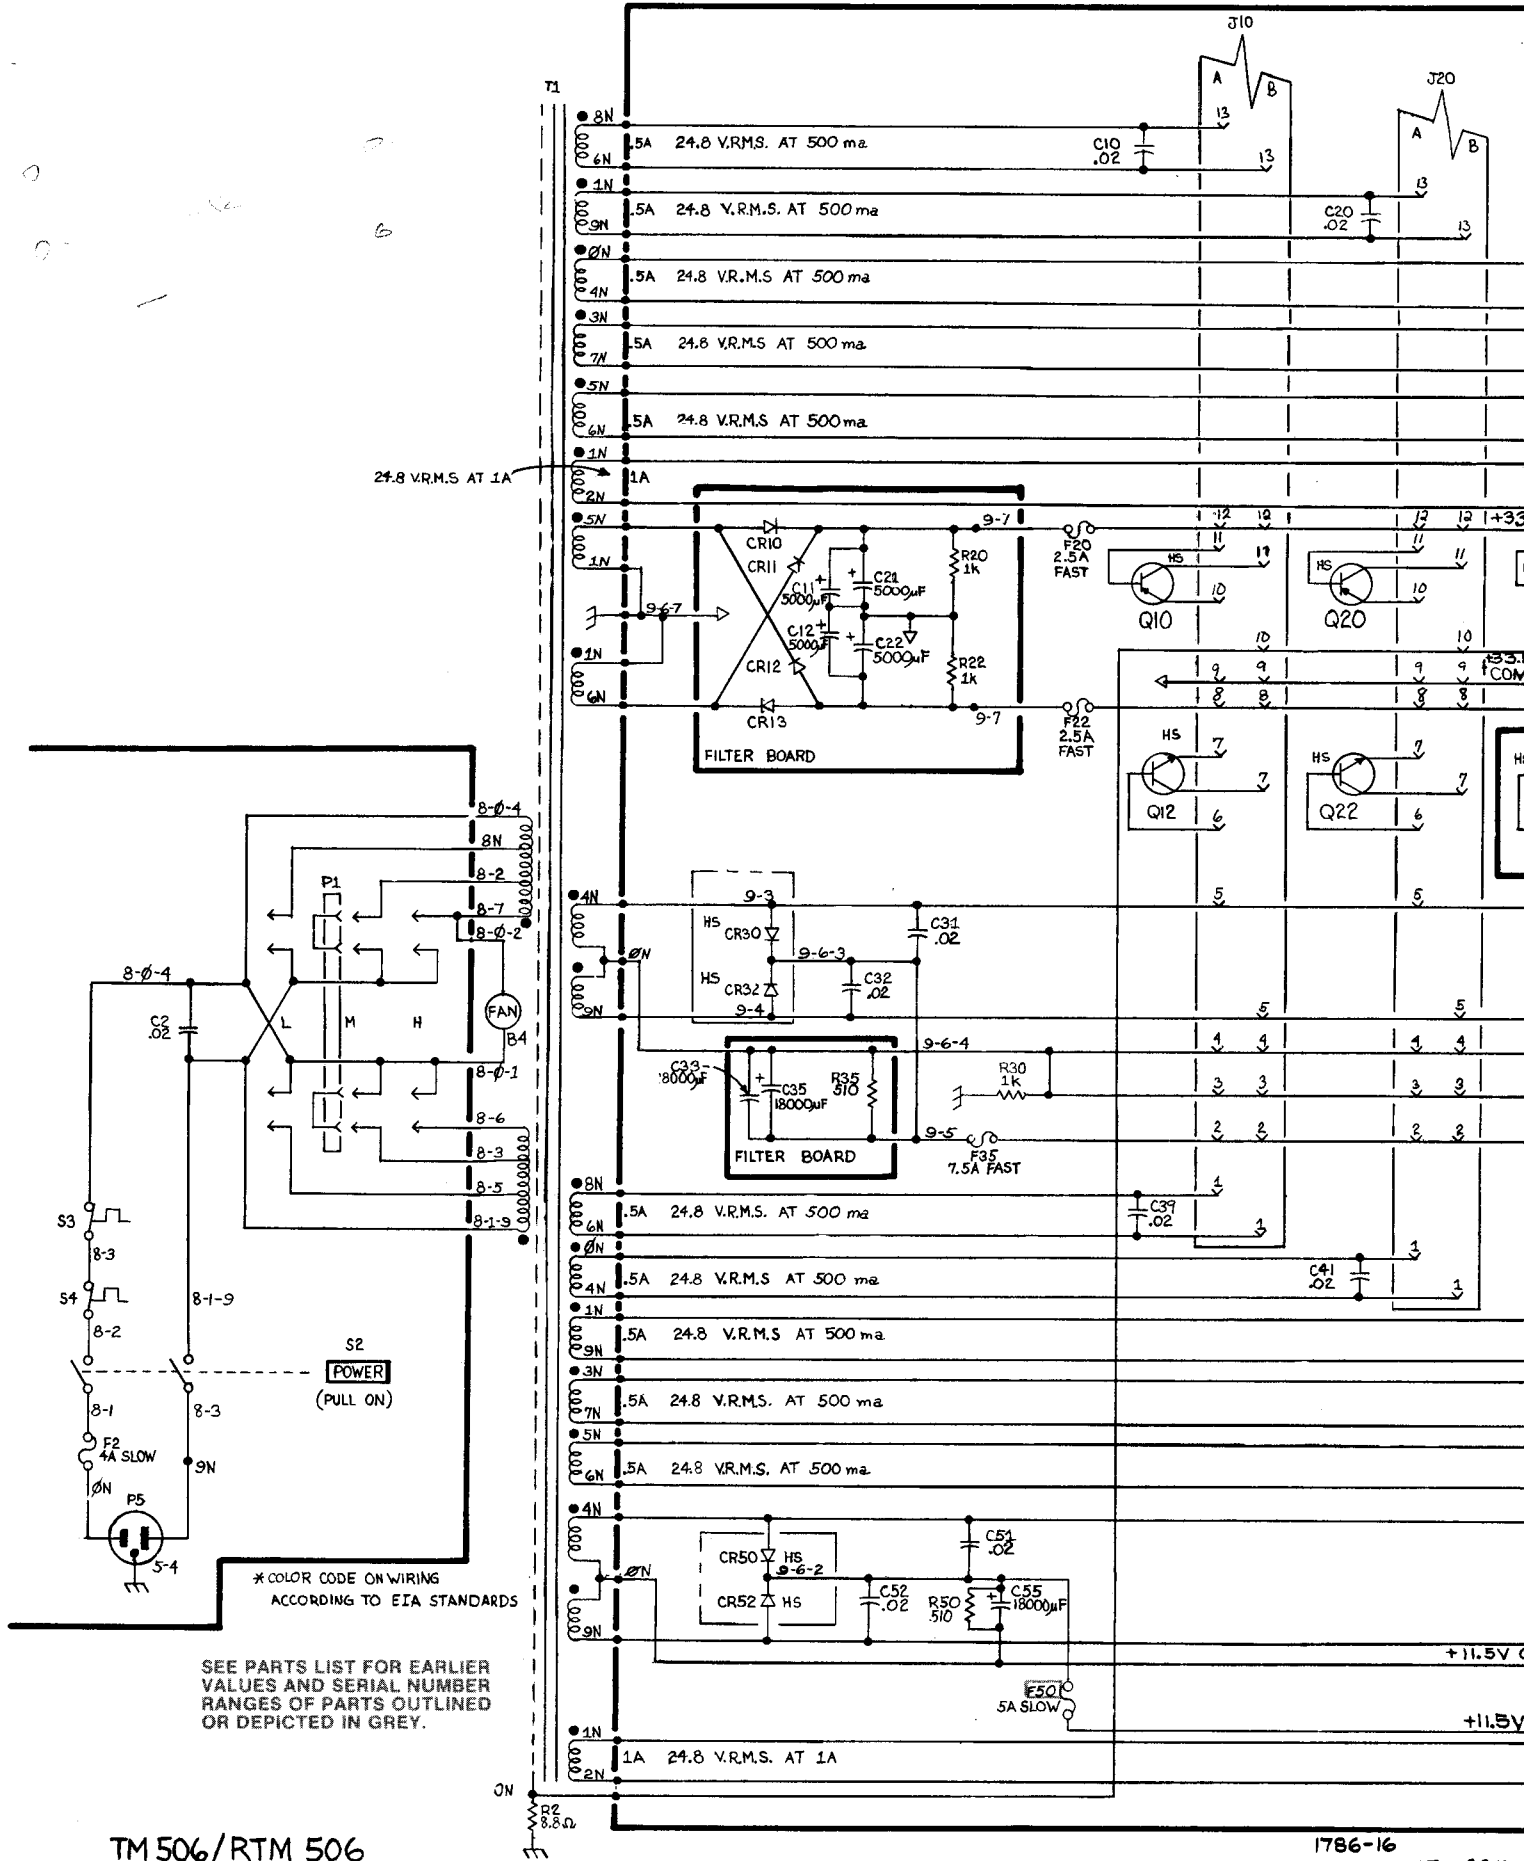 J10
A
B
J20
A
B
T1
8N
.5A 24.8 V.RMS. AT 500 ma
6N
C10
.02
13
13
1N
.5A 24.8 V.R.M.S. AT 500 ma
9N
C20
.02
13
13
ØN
.5A 24.8 V.R.M.S AT 500 ma
4N
3N
.5A 24.8 V.R.M.S AT 500 ma
7N
5N
.5A 24.8 V.R.M.S AT 500 ma
6N
24.8 V.R.M.S AT 1A
1N
1A
2N
5N
1N
9-6-7
1N
6N
CR10
CR11
CR12
CR13
C11
5000µF
C21
5000µF
C12
5000µF
C22
5000µF
R20
1K
R22
1K
9-7
9-7
FILTER BOARD
F20
2.5A
FAST
F22
2.5A
FAST
12 12 12 12 +33
11 HS 11 11 HS 11
10 10
Q10 Q20
10 10
9 9 9 9
8 8 8 8
COM
HS 7 HS 7
7 7
Q12 6 Q22 6
8-Ø-4
8N
8-2
8-7
8-Ø-2
P1
8-Ø-4
C2
.02
L M H
FAN
B4
8-Ø-1
8-6
8-3
8-5
8-1-9
S3
8-3
S4
8-2
8-1-9
S2
POWER
(PULL ON)
8-1
8-3
F2
4A SLOW
9N
ØN
P5
5-4
4N
ØN
9N
9-3
HS
CR30
9-6-3
HS
CR32
9-4
C31
.02
C32
.02
5 5
5 5
9-6-4
4 4 4 4
C33
18000µF
C35
18000µF
R35
510
R30
1K
3 3 3 3
9-5
2 2 2 2
F35
7.5A FAST
FILTER BOARD
8N
.5A 24.8 V.R.M.S. AT 500 ma
6N
C39
.02
1
1
ØN
.5A 24.8 V.R.M.S AT 500 ma
4N
C41
.02
1
1
1N
.5A 24.8 V.R.M.S AT 500 ma
9N
3N
.5A 24.8 V.R.M.S AT 500 ma
7N
5N
.5A 24.8 V.R.M.S. AT 500 ma
6N
4N
ØN
9N
CR50 HS
9-6-2
CR52 HS
C51
.02
C52
.02
R50
510
C55
18000µF
+11.5V
F50
5A SLOW
+11.5V
1N
1A 24.8 V.R.M.S. AT 1A
2N
ON
R2
8.8Ω
* COLOR CODE ON WIRING
ACCORDING TO EIA STANDARDS
SEE PARTS LIST FOR EARLIER
VALUES AND SERIAL NUMBER
RANGES OF PARTS OUTLINED
OR DEPICTED IN GREY.
TM 506/RTM 506
1786-16